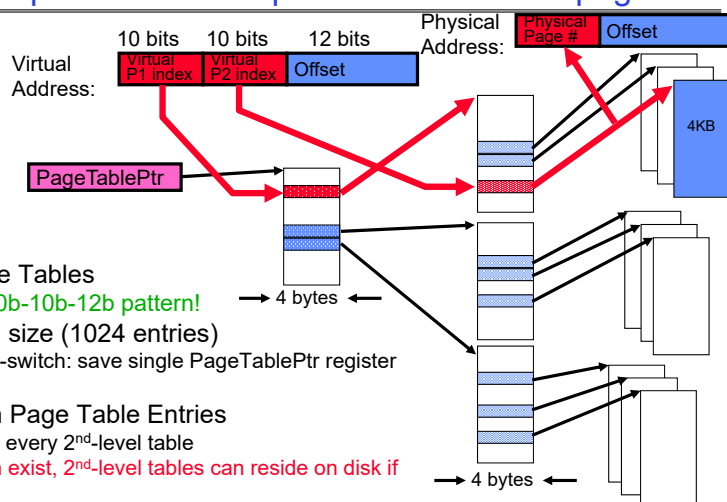 Physical
Address:
Physical
Page #
Offset
10 bits
10 bits
12 bits
Virtual
Address:
Virtual
P1 index
Virtual
P2 index
Offset
4KB
PageTablePtr
e Tables
0b-10b-12b pattern!
size (1024 entries)
-switch: save single PageTablePtr register
4 bytes
Page Table Entries
every 2nd-level table
exist, 2nd-level tables can reside on disk if
4 bytes